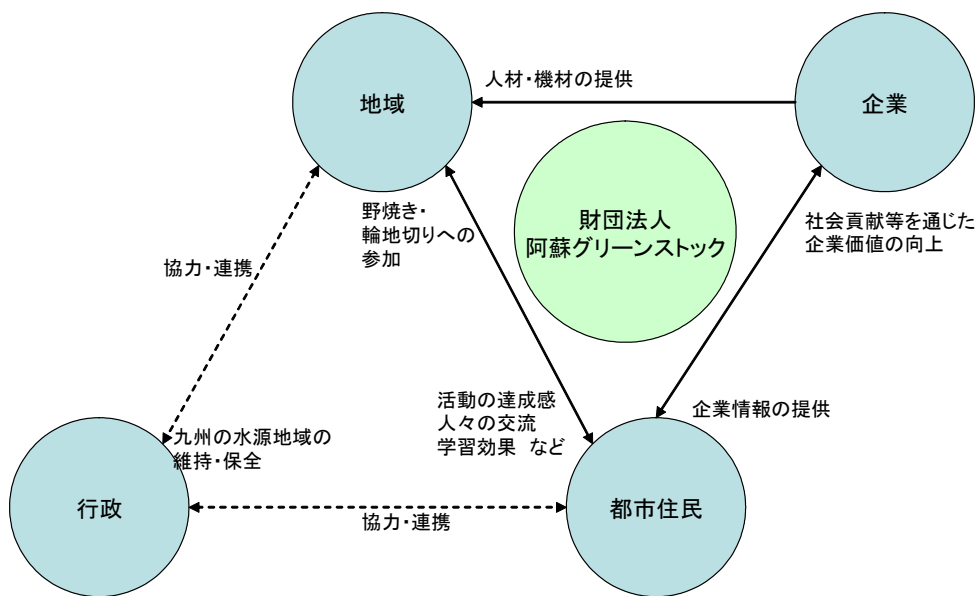 人材・機材の提供
地域
企業
野焼き・
輪地切りへの
参加
財団法人
阿蘇グリーンストック
社会貢献等を通じた
企業価値の向上
協力・連携
活動の達成感
人々の交流
学習効果 など
企業情報の提供
九州の水源地域の
維持・保全
行政
協力・連携
都市住民